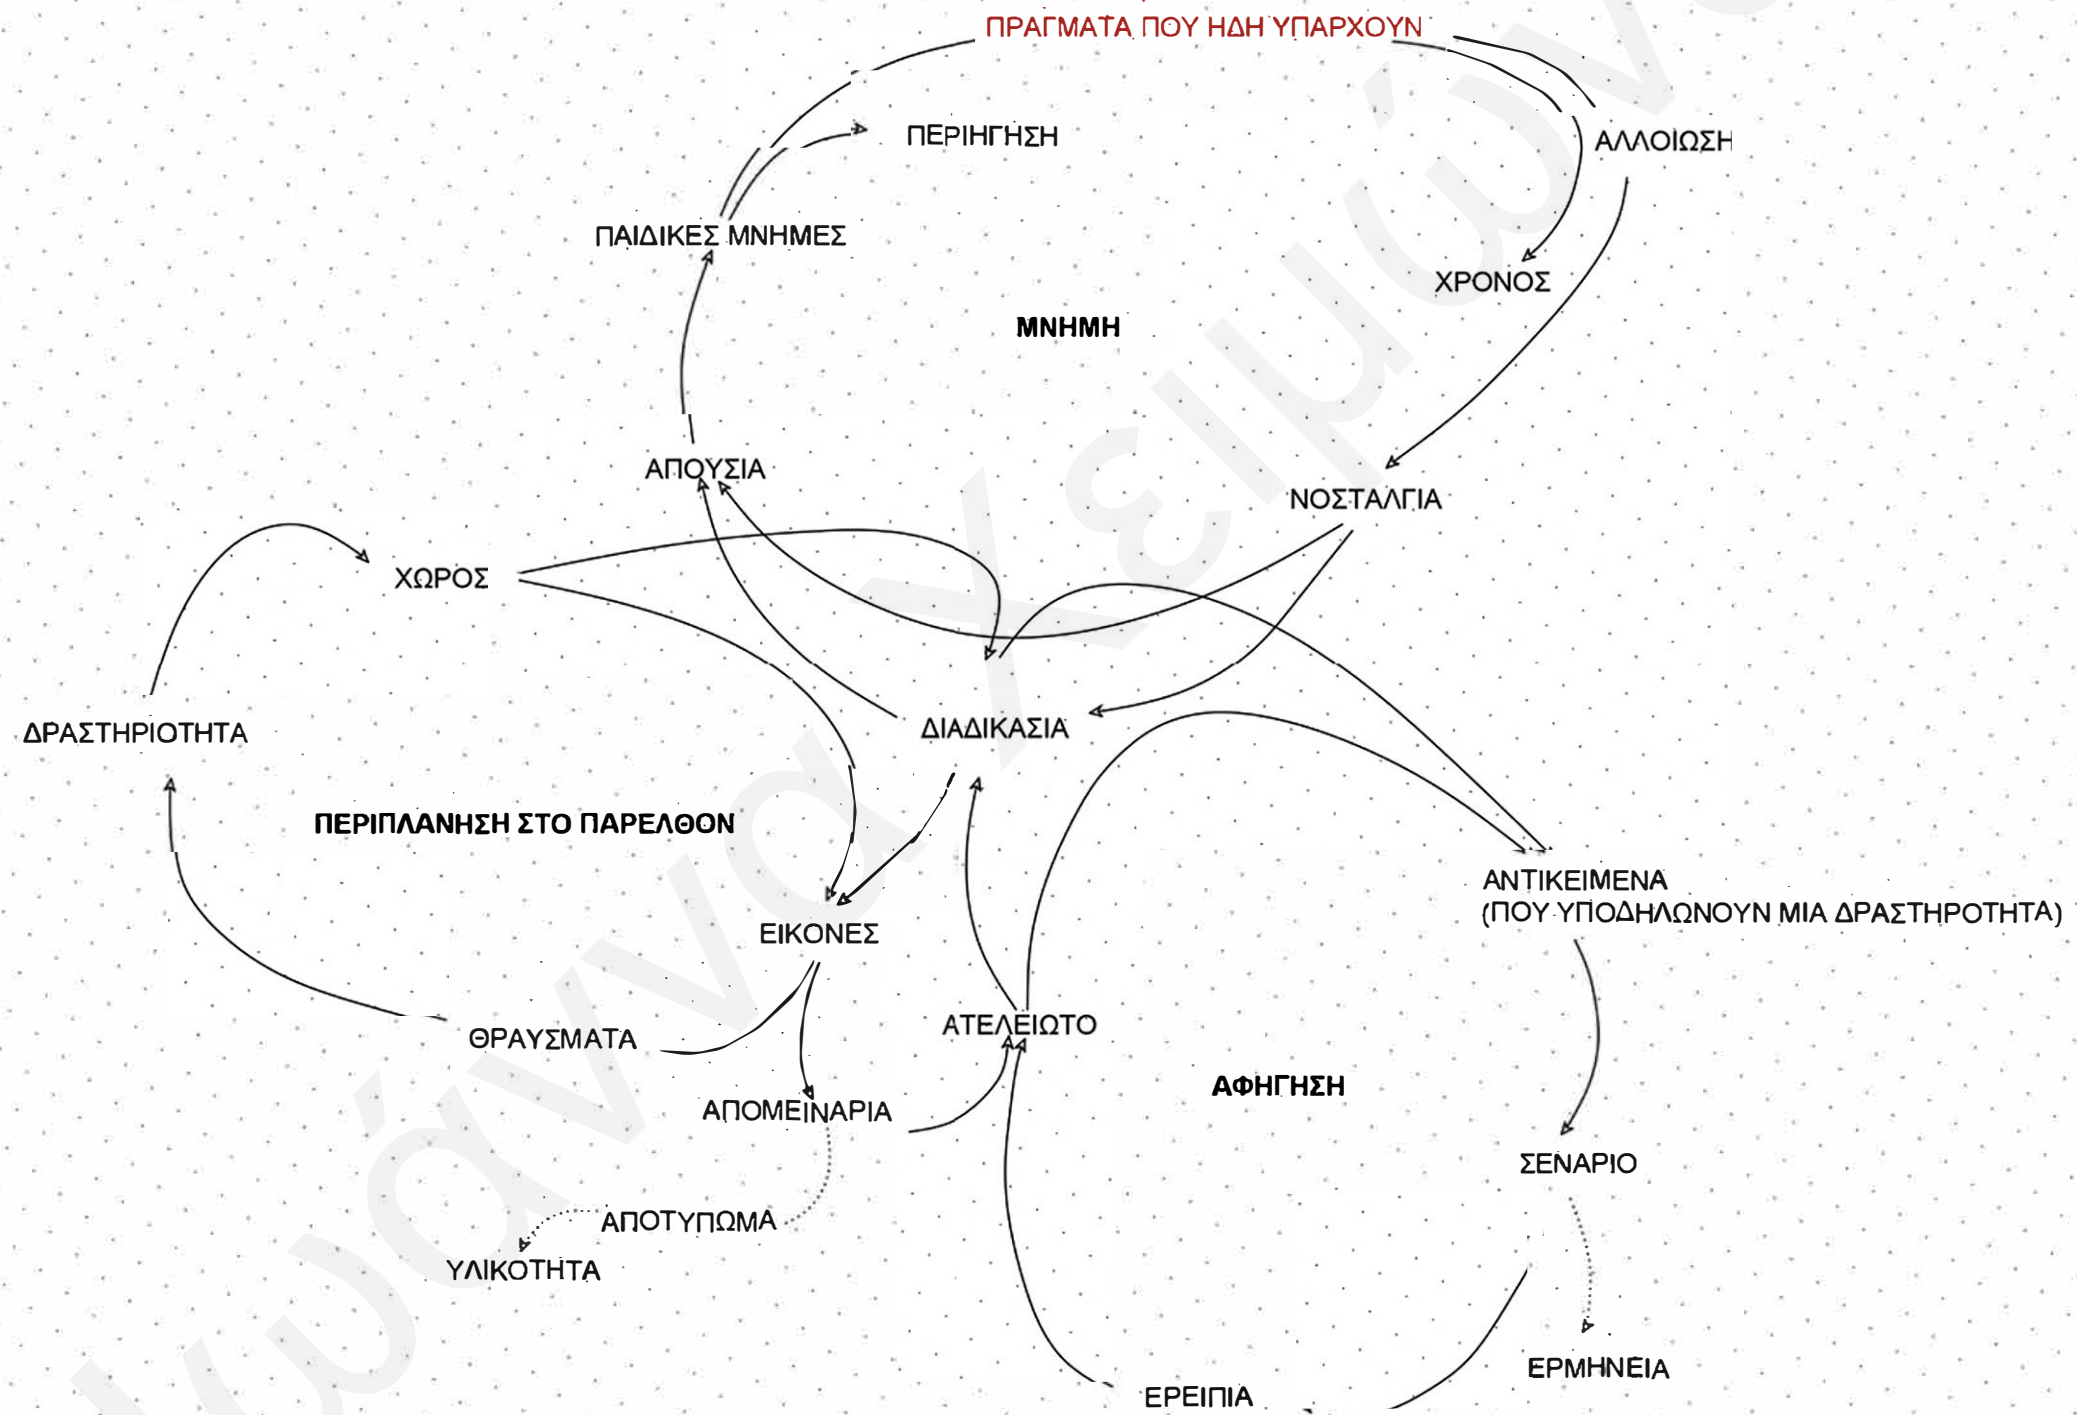 ΠΡΑΓΜΑΤΑ ΠΟΥ ΗΔΗ ΥΠΑΡΧΟΥΝ
ΠΕΡΙΗΓΗΣΗ
ΑΛΛΟΙΩΣΗ
ΠΑΙΔΙΚΕΣ ΜΝΗΜΕΣ
ΧΡΟΝΟΣ
ΜΝΗΜΗ
ΑΠΟΥΣΙΑ
ΝΟΣΤΑΛΓΙΑ
ΧΩΡΟΣ
ΔΡΑΣΤΗΡΙΟΤΗΤΑ
ΔΙΑΔΙΚΑΣΙΑ
ΠΕΡΙΠΛΑΝΗΣΗ ΣΤΟ ΠΑΡΕΛΘΟΝ
ΑΝΤΙΚΕΙΜΕΝΑ
(ΠΟΥ ΥΠΟΔΗΛΩΝΟΥΝ ΜΙΑ ΔΡΑΣΤΗΡΟΤΗΤΑ)
ΕΙΚΟΝΕΣ
ΑΤΕΛΕΙΩΤΟ
ΘΡΑΥΣΜΑΤΑ
ΑΦΗΓΗΣΗ
ΑΠΟΜΕΙΝΑΡΙΑ
ΣΕΝΑΡΙΟ
ΑΠΟΤΥΠΩΜΑ
ΥΛΙΚΟΤΗΤΑ
ΕΡΜΗΝΕΙΑ
ΕΡΕΙΠΙΑ